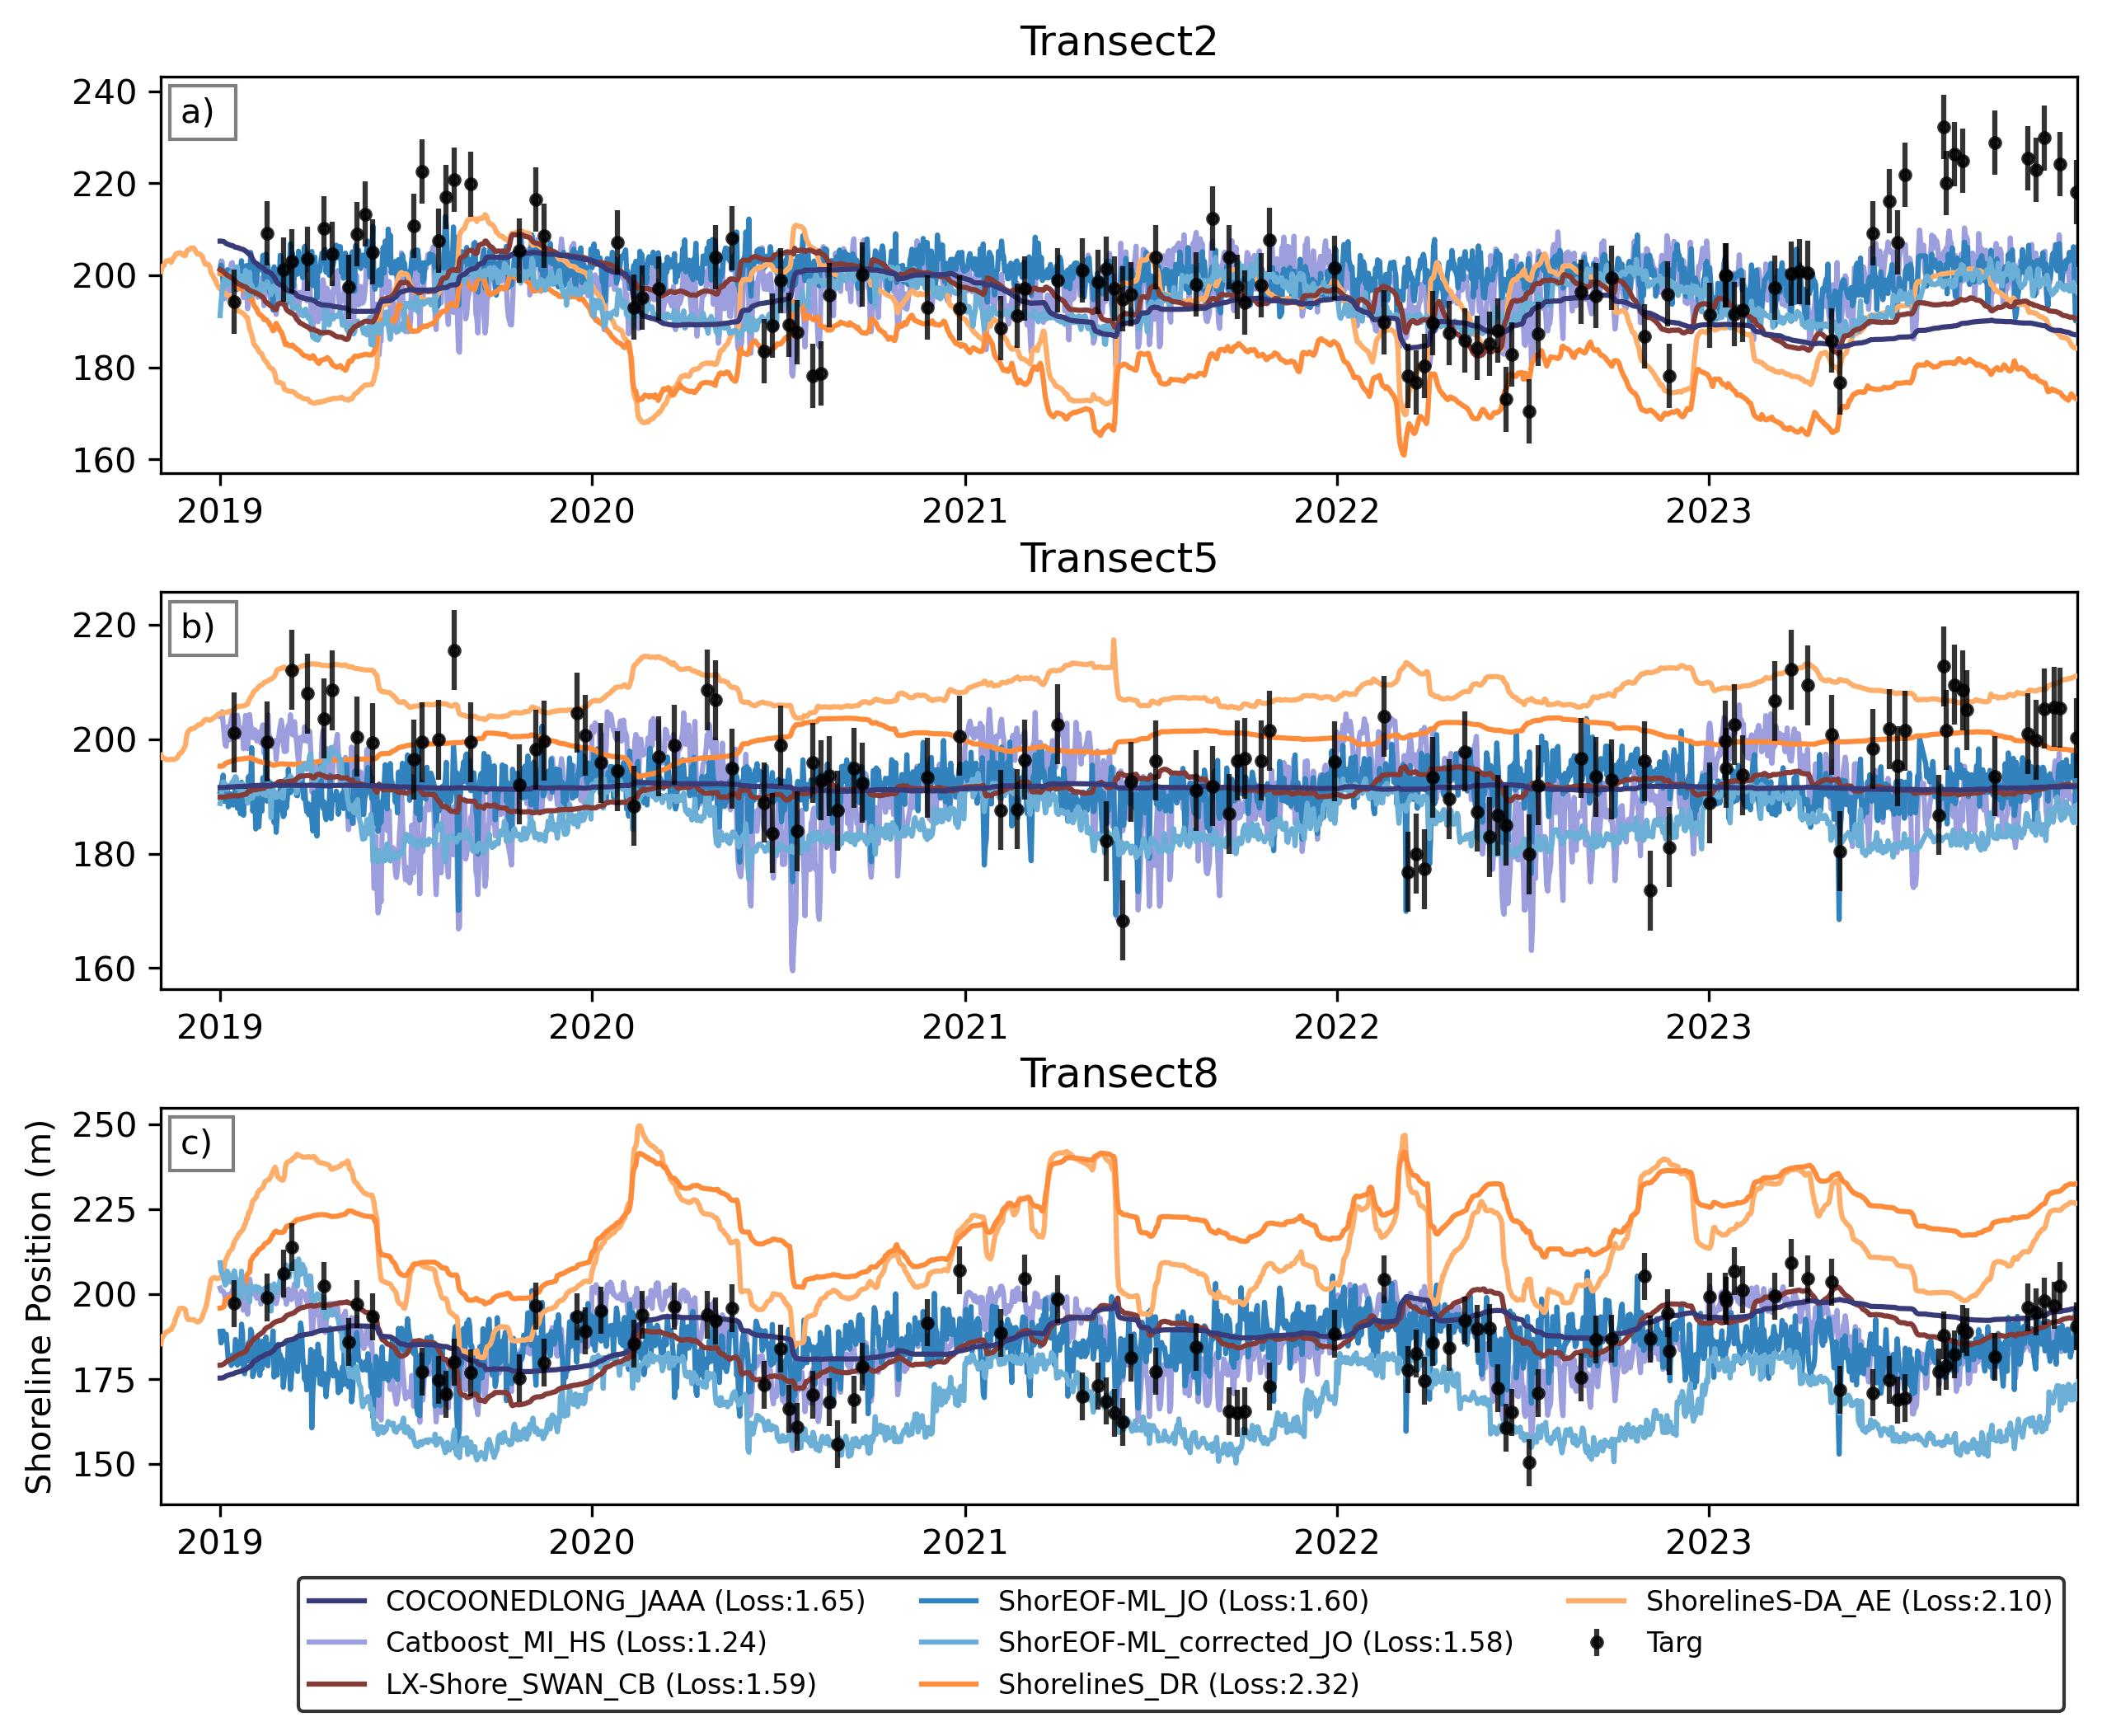 Transect2
a)
240
220
200
180
160
2019 2020 2021 2022 2023
Transect5
b)
220
200
180
160
2019 2020 2021 2022 2023
Transect8
c)
Shoreline Position (m)
250
225
200
175
150
2019 2020 2021 2022 2023
COCOONEDLONG_JAAA (Loss:1.65)
Catboost_MI_HS (Loss:1.24)
LX-Shore_SWAN_CB (Loss:1.59)
ShorEOF-ML_JO (Loss:1.60)
ShorEOF-ML_corrected_JO (Loss:1.58)
ShorelineS_DR (Loss:2.32)
ShorelineS-DA_AE (Loss:2.10)
Targ